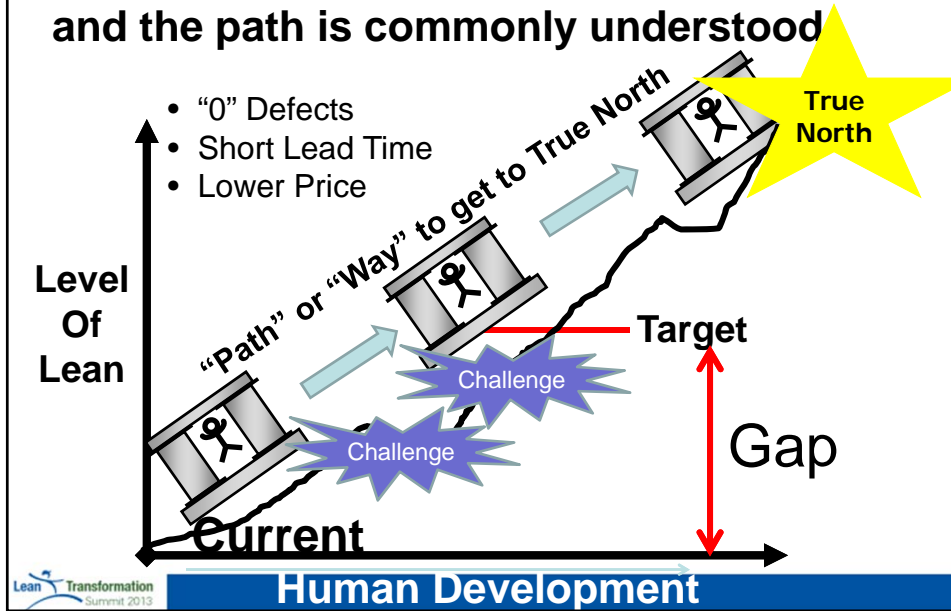 and the path is commonly understood
• “0” Defects
• Short Lead Time
• Lower Price
True
North
“Path” or “Way” to get to True North
Level
Of
Lean
Target
Challenge
Challenge
Gap
Current
Human Development
Lean Transformation
Summit 2013